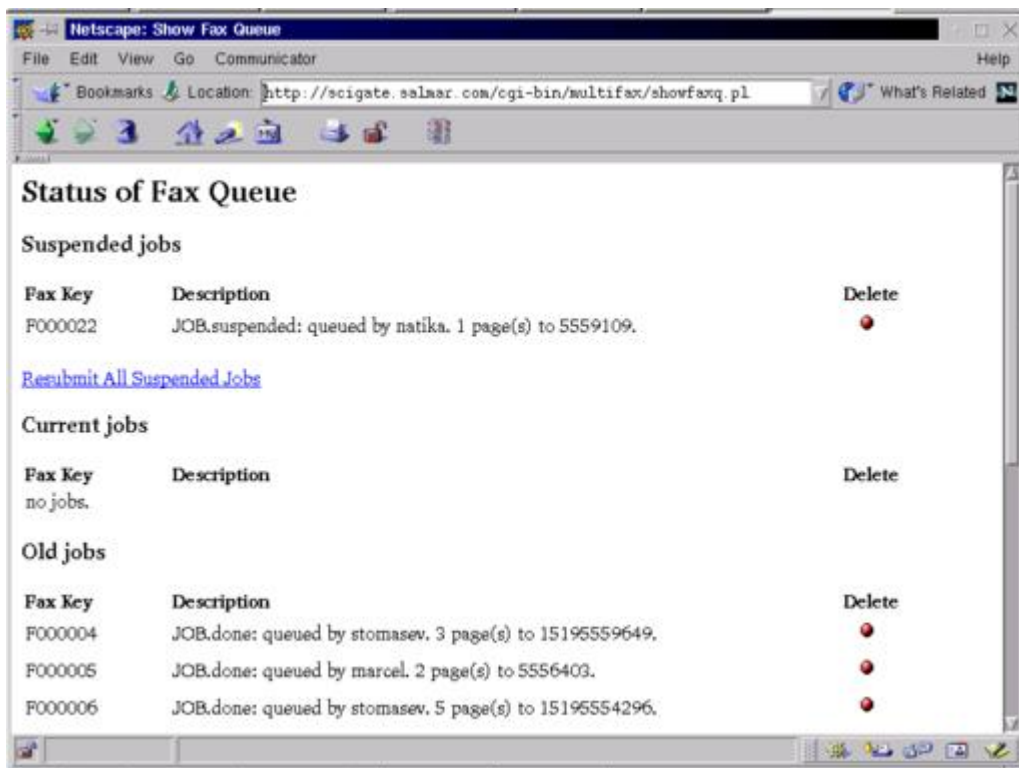 Netscape: Show Fax Queue
File Edit View Go Communicator Help
Bookmarks Location: http://scigate.salmar.com/cgi-bin/multifax/showfaxq.pl What's Related N
Status of Fax Queue
Suspended jobs
Fax Key Description Delete
F000022 JOB.suspended: queued by natika. 1 page(s) to 5559109.
Resubmit All Suspended Jobs
Current jobs
Fax Key Description Delete
no jobs.
Old jobs
Fax Key Description Delete
F000004 JOB.done: queued by stomasev. 3 page(s) to 15195559649.
F000005 JOB.done: queued by marcel. 2 page(s) to 5556403.
F000006 JOB.done: queued by stomasev. 5 page(s) to 15195554296.